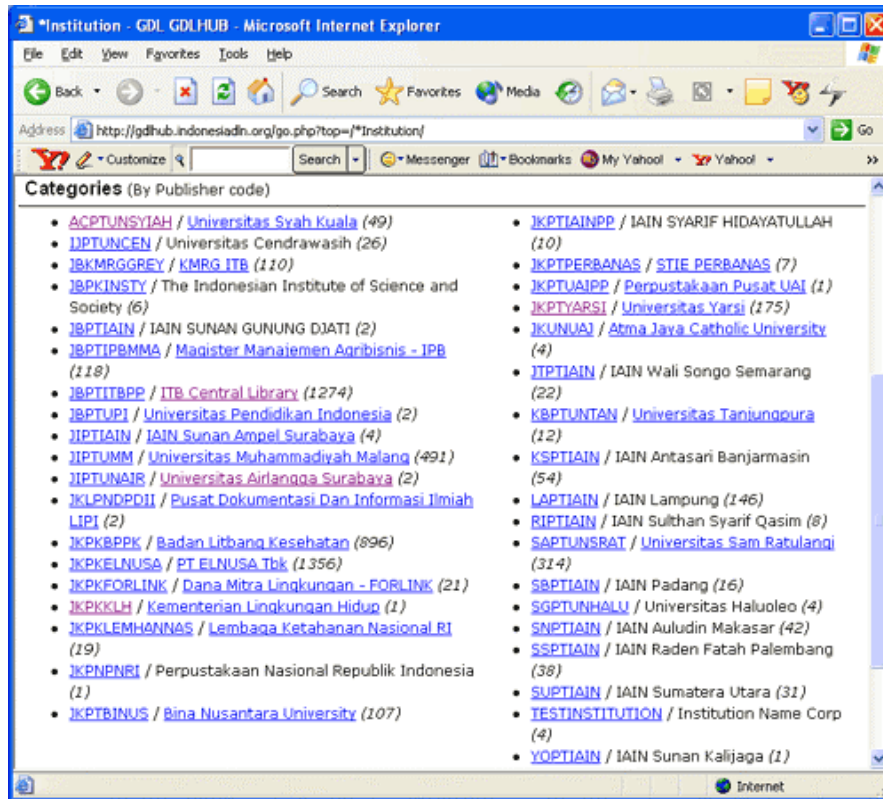 *Institution - GDL GDLHUB - Microsoft Internet Explorer
File Edit View Favorites Tools Help
Back Search Favorites Media
Address http://gdlhub.indonesiadln.org/go.php?top=/*Institution/ Go
Y? Customize Search Messenger Bookmarks My Yahoo! Yahoo! »
Categories (By Publisher code)
ACPTUNSYIAH / Universitas Syah Kuala (49)
IJPTUNCEN / Universitas Cendrawasih (26)
JBKMRGGREY / KMRG ITB (110)
JBPKINSTY / The Indonesian Institute of Science and
Society (6)
JBPTIAIN / IAIN SUNAN GUNUNG DJATI (2)
JBPTIPBMMA / Magister Manajemen Agribisnis - IPB
(118)
JBPTITBPP / ITB Central Library (1274)
JBPTUPI / Universitas Pendidikan Indonesia (2)
JIPTIAIN / IAIN Sunan Ampel Surabaya (4)
JIPTUMM / Universitas Muhammadiyah Malang (491)
JIPTUNAIR / Universitas Airlangga Surabaya (2)
JKLPNDPDII / Pusat Dokumentasi Dan Informasi Ilmiah
LIPI (2)
JKPKBPPK / Badan Litbang Kesehatan (896)
JKPKELNUSA / PT ELNUSA Tbk (1356)
JKPKFORLINK / Dana Mitra Lingkungan - FORLINK (21)
JKPKKLH / Kementerian Lingkungan Hidup (1)
JKPKLEMHANNAS / Lembaga Ketahanan Nasional RI
(19)
JKPNPNRI / Perpustakaan Nasional Republik Indonesia
(1)
JKPTBINUS / Bina Nusantara University (107)
JKPTIAINPP / IAIN SYARIF HIDAYATULLAH
(10)
JKPTPERBANAS / STIE PERBANAS (7)
JKPTUAIPP / Perpustakaan Pusat UAI (1)
JKPTYARSI / Universitas Yarsi (175)
JKUNUAJ / Atma Jaya Catholic University
(4)
JTPTIAIN / IAIN Wali Songo Semarang
(22)
KBPTUNTAN / Universitas Tanjungpura
(12)
KSPTIAIN / IAIN Antasari Banjarmasin
(54)
LAPTIAIN / IAIN Lampung (146)
RIPTIAIN / IAIN Sulthan Syarif Qasim (8)
SAPTUNSRAT / Universitas Sam Ratulangi
(314)
SBPTIAIN / IAIN Padang (16)
SGPTUNHALU / Universitas Haluoleo (4)
SNPTIAIN / IAIN Auludin Makasar (42)
SSPTIAIN / IAIN Raden Fatah Palembang
(38)
SUPTIAIN / IAIN Sumatera Utara (31)
TESTINSTITUTION / Institution Name Corp
(4)
YOPTIAIN / IAIN Sunan Kalijaga (1)
Internet